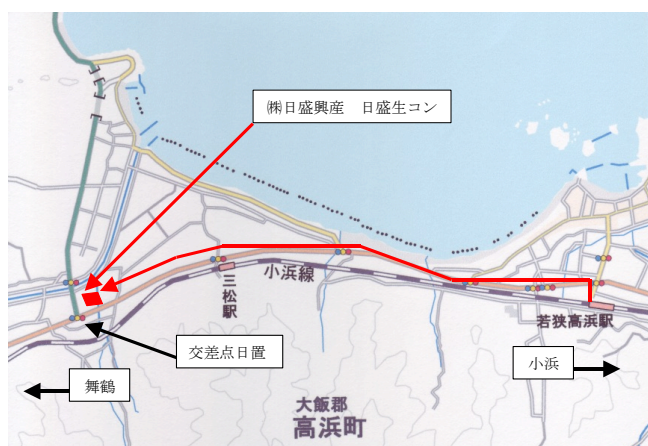 ㈱日盛興産　日盛生コン
小浜線
三松駅
若狭高浜駅
交差点日置
小浜
舞鶴
大飯郡
高浜町